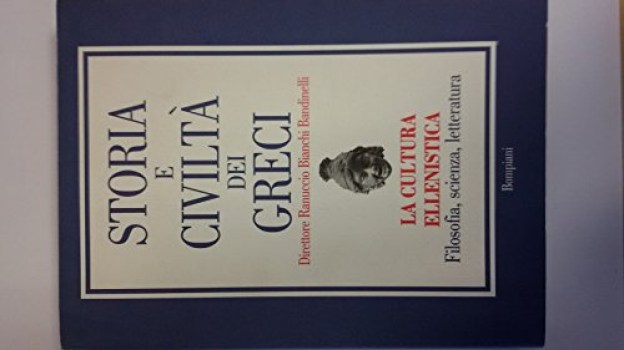 STORIA
E
CIVILTÀ
DEI
GRECI
Direttore Ranuccio Bianchi Bandinelli
LA CULTURA
ELLENISTICA
Filosofia, scienza, letteratura
Bompiani